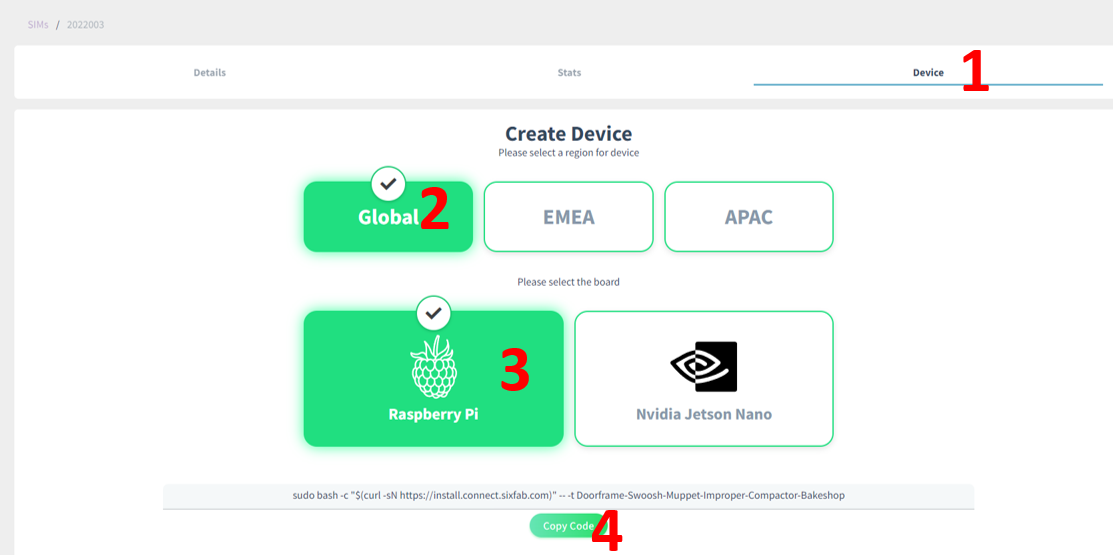 SIMs / 2022003
Details Stats Device 1
Create Device
Please select a region for device
Global 2 EMEA APAC
Please select the board
3
Raspberry Pi Nvidia Jetson Nano
sudo bash -c "$(curl -sN https://install.connect.sixfab.com)" -- -t Doorframe-Swoosh-Muppet-Improper-Compactor-Bakeshop
Copy Code 4